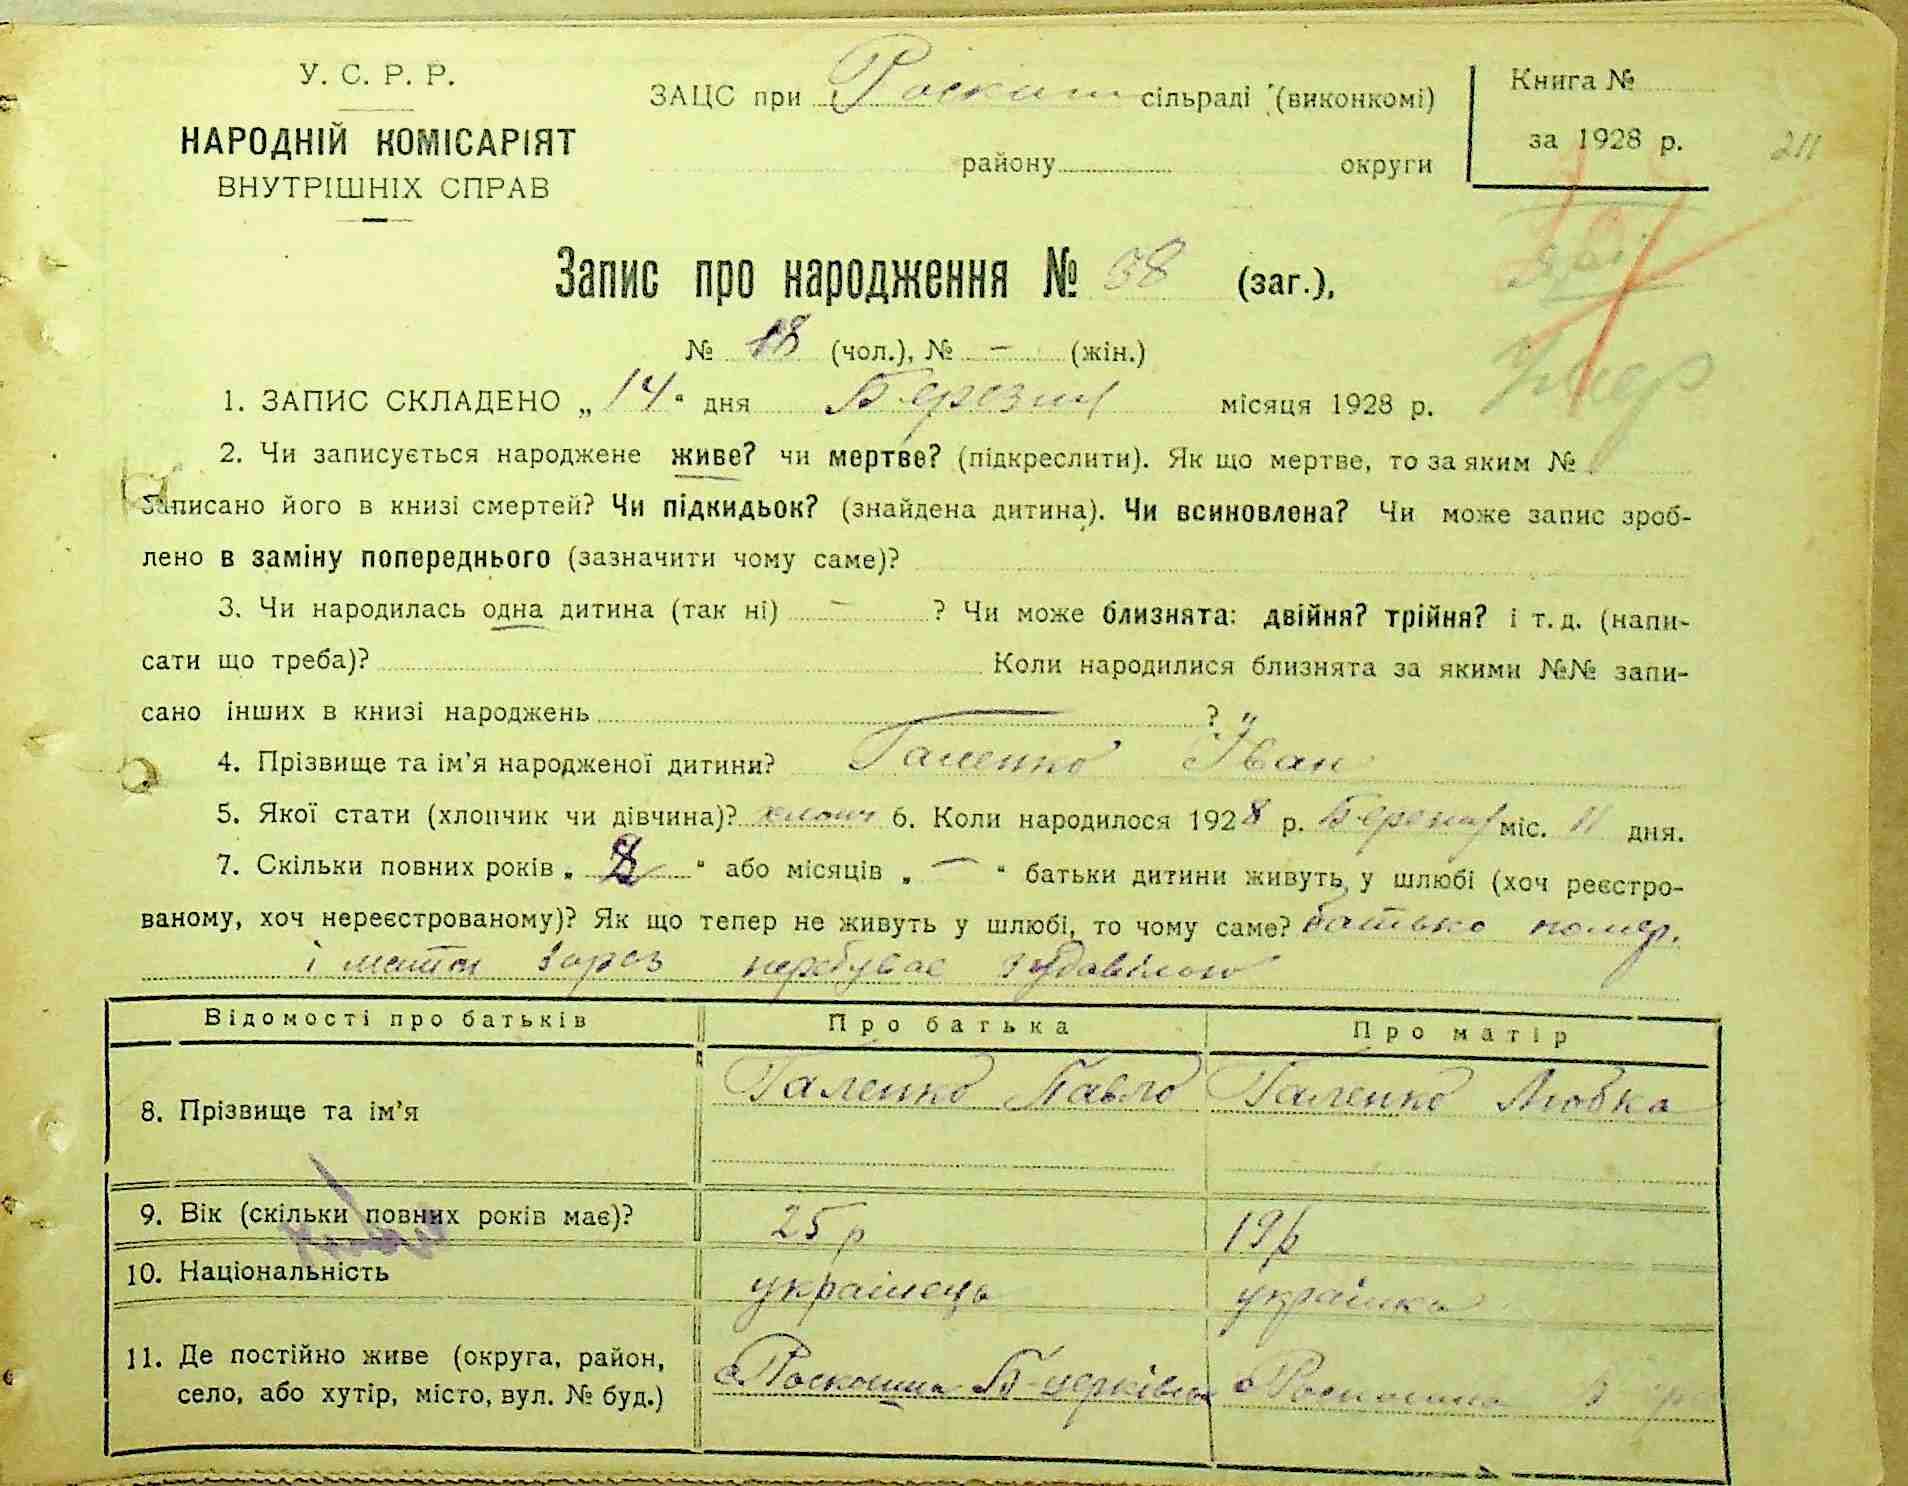 У. С. Р. Р.
НАРОДНІЙ КОМІСАРІЯТ
ВНУТРІШНІХ СПРАВ
ЗАЦС при Роскиш сільраді (виконкомі)
району округи
Книга №
за 1928 р.
211
Запис про народження № 38 (заг.),
№ 18 (чол.), № — (жін.)
Умер
1. ЗАПИС СКЛАДЕНО „ 14 “ дня Березня місяця 1928 р.
2. Чи записується народжене живе? чи мертве? (підкреслити). Як що мертве, то за яким №
записано його в книзі смертей? Чи підкидьок? (знайдена дитина). Чи всиновлена? Чи може запис зроб-
лено в заміну попереднього (зазначити чому саме)?
3. Чи народилась одна дитина (так ні) — ? Чи може близнята: двійня? трійня? і т. д. (напи-
сати що треба)? Коли народилися близнята за якими №№ запи-
сано інших в книзі народжень — ?
4. Прізвище та ім’я народженої дитини? Галенко Іван
5. Якої стати (хлопчик чи дівчина)? хлопч 6. Коли народилося 1928 р. Березня міс. 11 дня.
7. Скільки повних років „ 2 “ або місяців „ — “ батьки дитини живуть у шлюбі (хоч реєстро-
ваному, хоч нереєстрованому)? Як що тепер не живуть у шлюбі, то чому саме? батько помер.
і мати зараз перебуває удовою
Відомості про батьків Про батька Про матір
8. Прізвище та ім’я Галенко Павло Галенко Любка
9. Вік (скільки повних років має)? 25 р 19 р
10. Національність українець українка
11. Де постійно живе (округа, район,
село, або хутір, місто, вул. № буд.) с Роскошна Б-церківськ с Роскошна